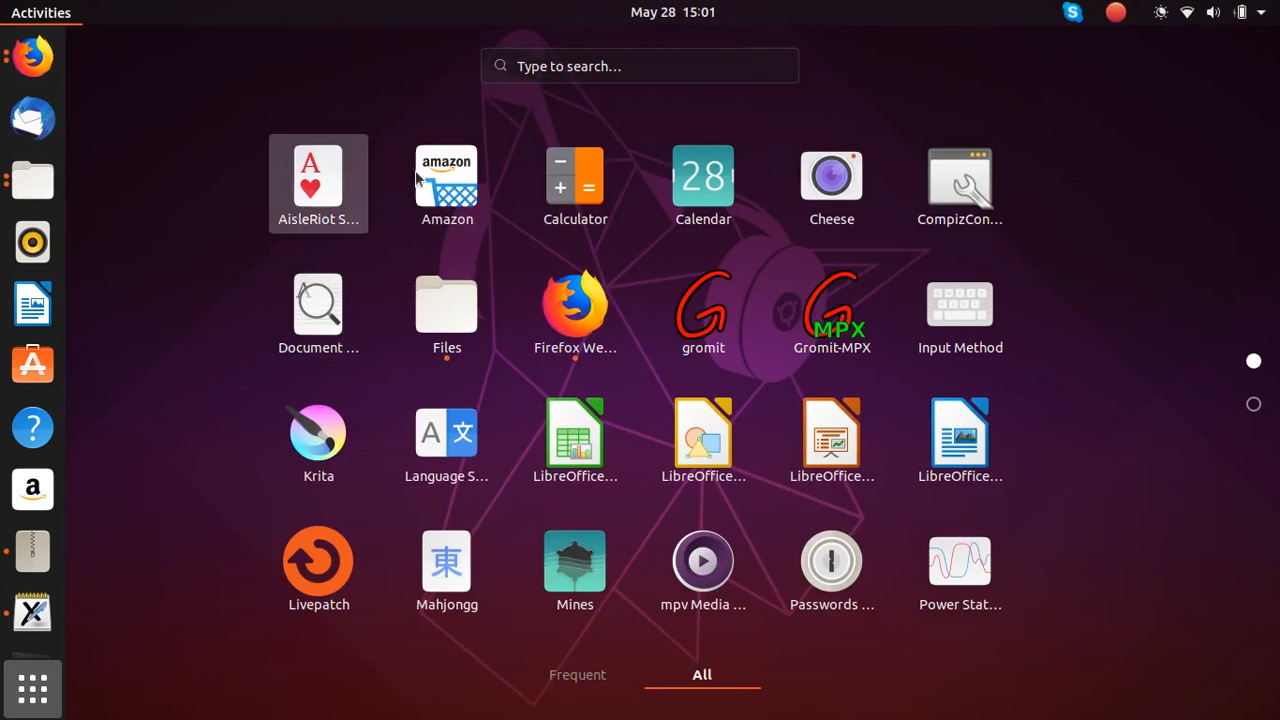 Activities
May 28 15:01
Type to search...
A
amazon
28
AisleRiot S...
Amazon
Calculator
Calendar
Cheese
CompizCon...
MPX
Document ...
Files
Firefox We...
gromit
Gromit-MPX
Input Method
A 文
Krita
Language S...
LibreOffice...
LibreOffice...
LibreOffice...
LibreOffice...
東
Livepatch
Mahjongg
Mines
mpv Media ...
Passwords ...
Power Stat...
Frequent
All